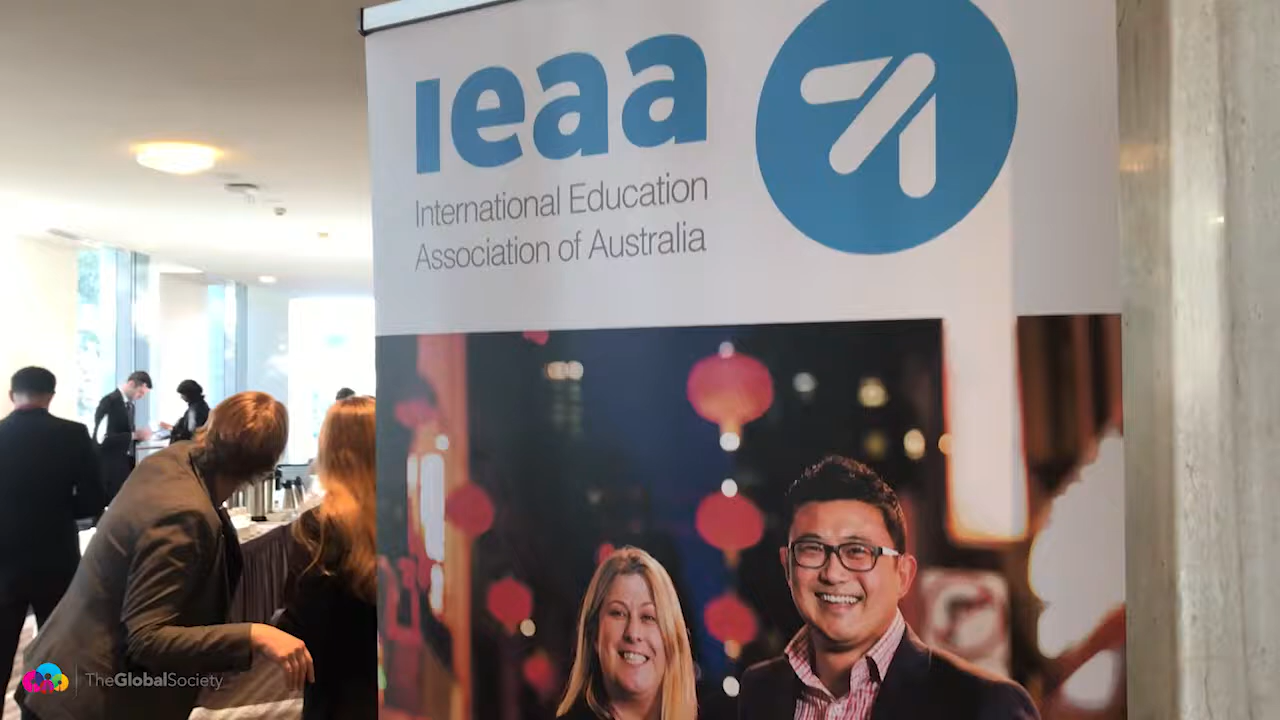 ieaa
International Education
Association of Australia
TheGlobalSociety